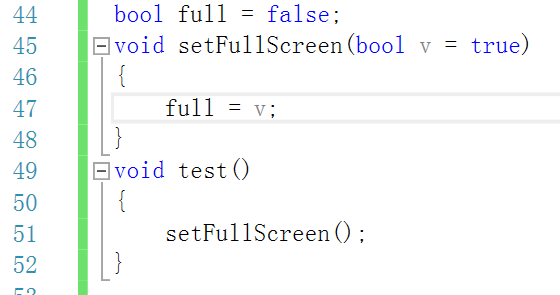 44 bool full = false;
45 void setFullScreen(bool v = true)
46 {
47 full = v;
48 }
49 void test()
50 {
51 setFullScreen();
52 }
53